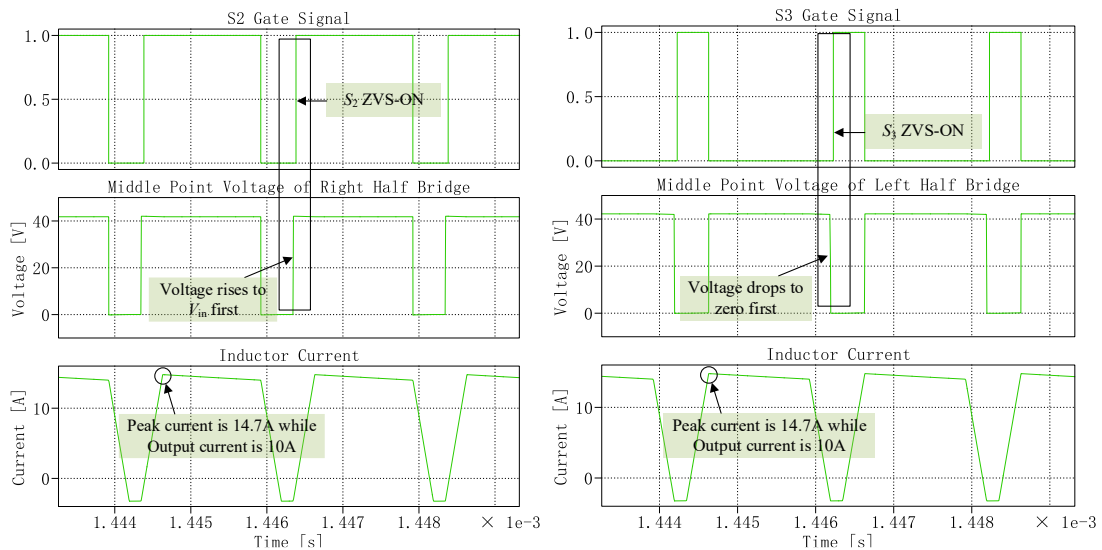 S2 Gate Signal
1.0
0.5
0.0
S2 ZVS-ON
Middle Point Voltage of Right Half Bridge
Voltage [V]
40
20
0
Voltage rises to
Vin first
Inductor Current
Current [A]
10
0
Peak current is 14.7A while
Output current is 10A
1.444 1.445 1.446 1.447 1.448 × 1e-3
Time [s]
S3 Gate Signal
1.0
0.5
0.0
S3 ZVS-ON
Middle Point Voltage of Left Half Bridge
Voltage [V]
40
20
0
Voltage drops to
zero first
Inductor Current
Current [A]
10
0
Peak current is 14.7A while
Output current is 10A
1.444 1.445 1.446 1.447 1.448 × 1e-3
Time [s]